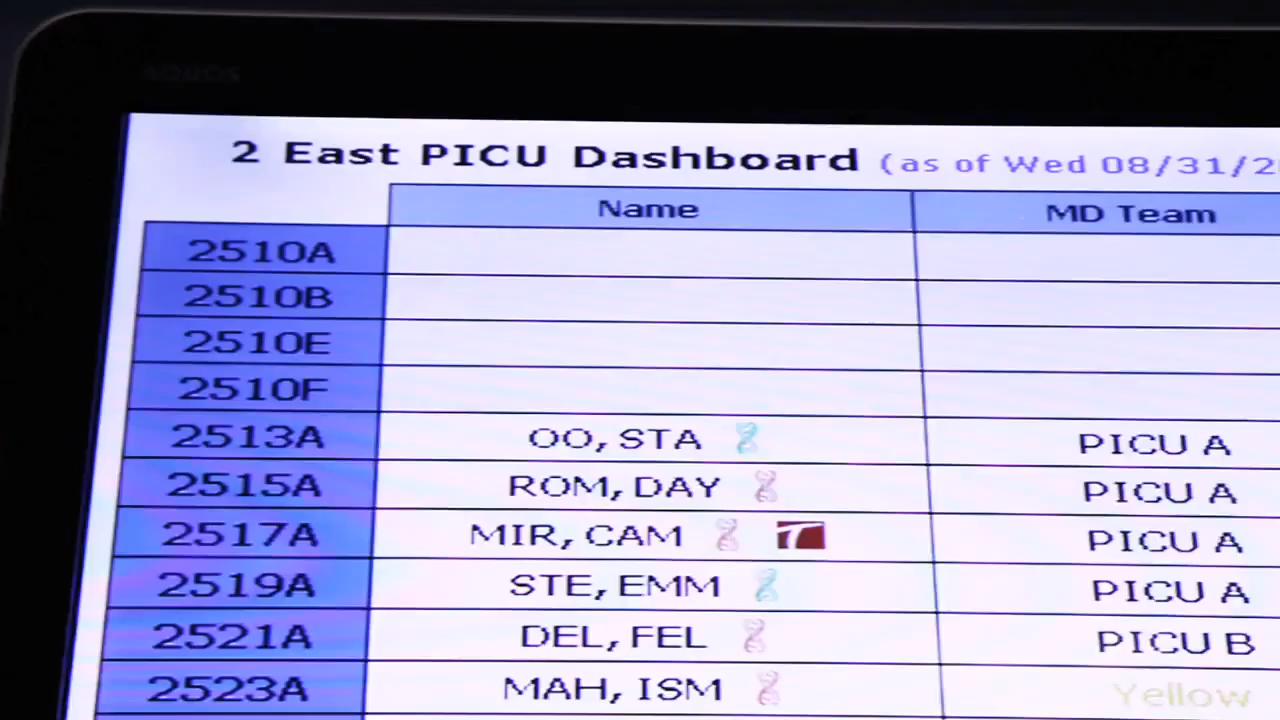 AQUOS
2 East PICU Dashboard (as of Wed 08/31/2
Name MD Team
2510A
2510B
2510E
2510F
2513A OO, STA PICU A
2515A ROM, DAY PICU A
2517A MIR, CAM PICU A
2519A STE, EMM PICU A
2521A DEL, FEL PICU B
2523A MAH, ISM Yellow